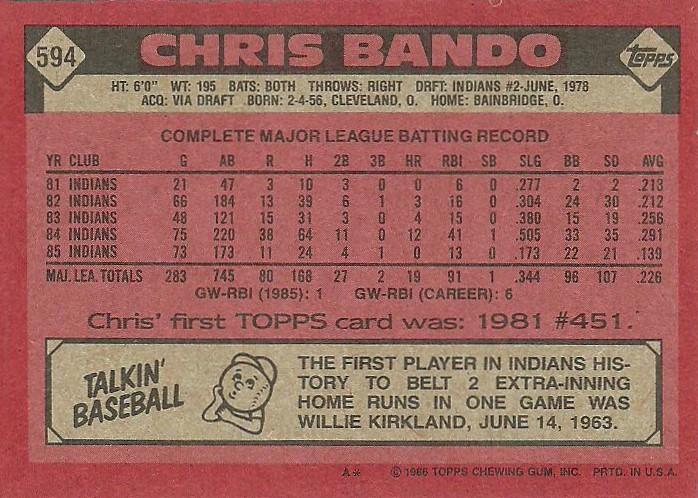 594
CHRIS BANDO
topps
HT: 6'0" WT: 195 BATS: BOTH THROWS: RIGHT DRFT: INDIANS #2-JUNE, 1978
ACQ: VIA DRAFT BORN: 2-4-56, CLEVELAND, O. HOME: BAINBRIDGE, O.
COMPLETE MAJOR LEAGUE BATTING RECORD
YR CLUB G AB R H 2B 3B HR RBI SB SLG BB SO AVG
81 INDIANS 21 47 3 10 3 0 0 6 0 .277 2 2 .213
82 INDIANS 66 184 13 39 6 1 3 16 0 .304 24 30 .212
83 INDIANS 48 121 15 31 3 0 4 15 0 .380 15 19 .256
84 INDIANS 75 220 38 64 11 0 12 41 1 .505 33 35 .291
85 INDIANS 73 173 11 24 4 1 0 13 0 .173 22 21 .139
MAJ. LEA. TOTALS 283 745 80 168 27 2 19 91 1 .344 96 107 .226
GW-RBI (1985): 1 GW-RBI (CAREER): 6
Chris' first TOPPS card was: 1981 #451.
TALKIN'
BASEBALL
THE FIRST PLAYER IN INDIANS HIS-
TORY TO BELT 2 EXTRA-INNING
HOME RUNS IN ONE GAME WAS
WILLIE KIRKLAND, JUNE 14, 1963.
A* © 1986 TOPPS CHEWING GUM, INC. PRTD. IN U.S.A.